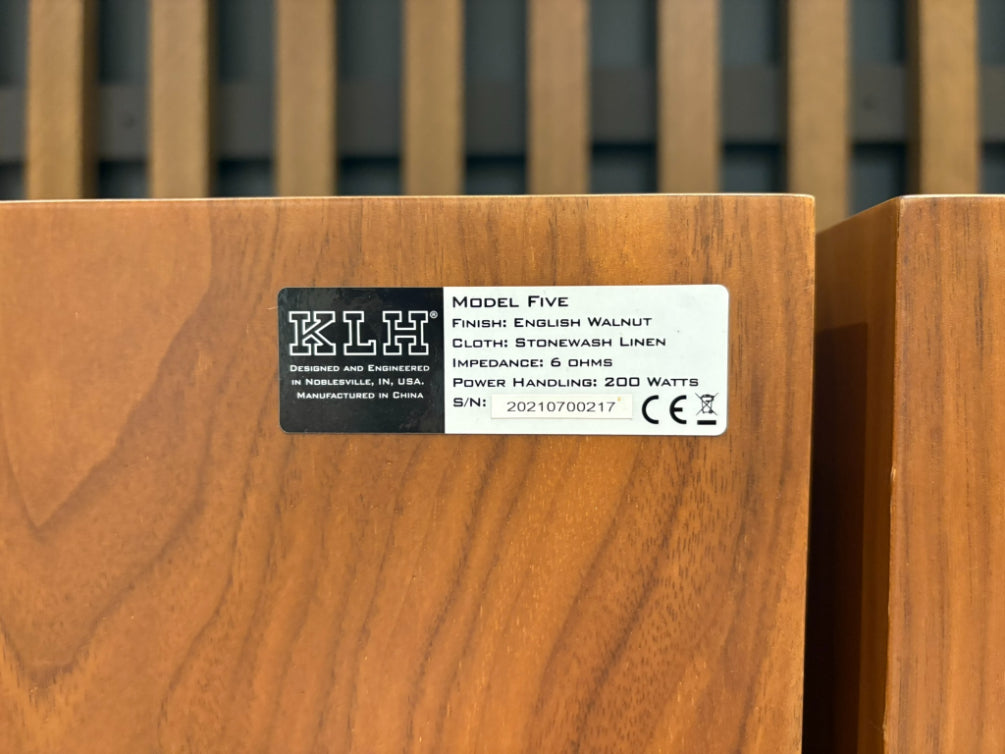 KLH®
Designed and Engineered
in Noblesville, IN, USA.
Manufactured in China
Model Five
Finish: English Walnut
Cloth: Stonewash Linen
Impedance: 6 ohms
Power Handling: 200 Watts
S/N: 20210700217 CE